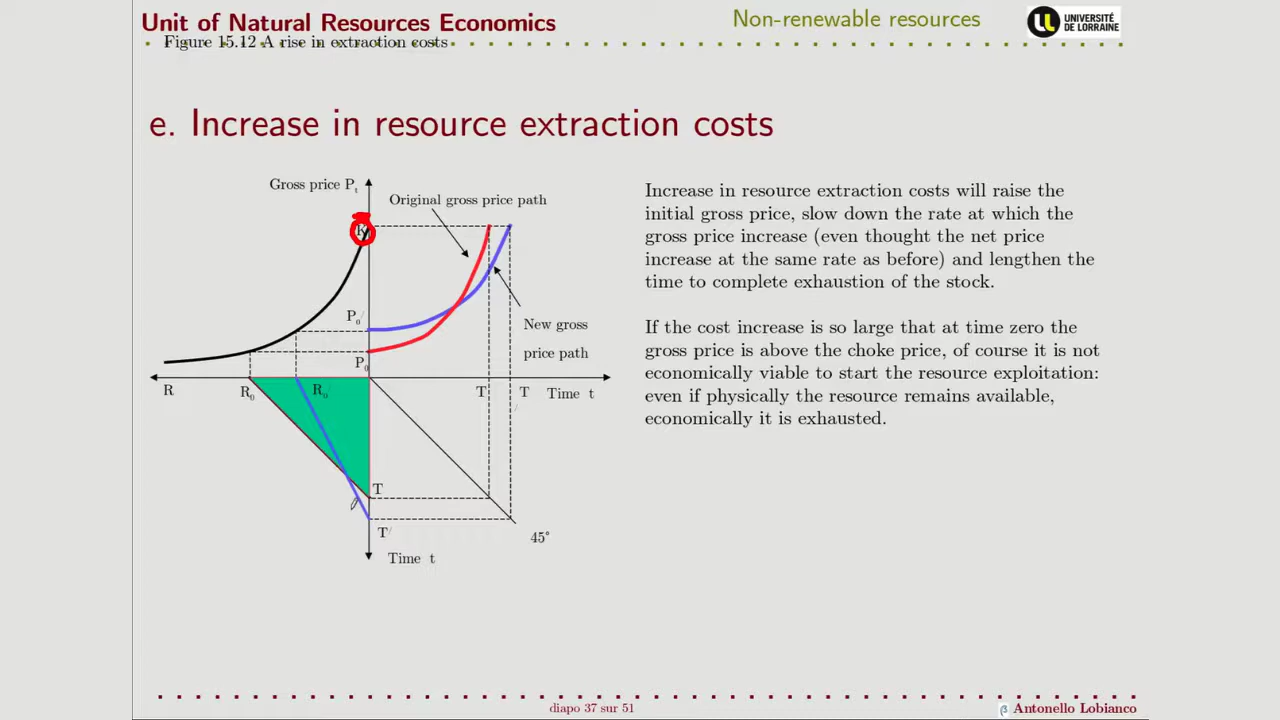 Unit of Natural Resources Economics
Non-renewable resources
UNIVERSITÉ
DE LORRAINE
Figure 15.12 A rise in extraction costs
e. Increase in resource extraction costs
Gross price Pt
Original gross price path
K
P0/
New gross
price path
P0
R
R0
R0/
T
T/
Time t
T
T/
45°
Time t
Increase in resource extraction costs will raise the
initial gross price, slow down the rate at which the
gross price increase (even thought the net price
increase at the same rate as before) and lengthen the
time to complete exhaustion of the stock.
If the cost increase is so large that at time zero the
gross price is above the choke price, of course it is not
economically viable to start the resource exploitation:
even if physically the resource remains available,
economically it is exhausted.
diapo 37 sur 51
β Antonello Lobianco